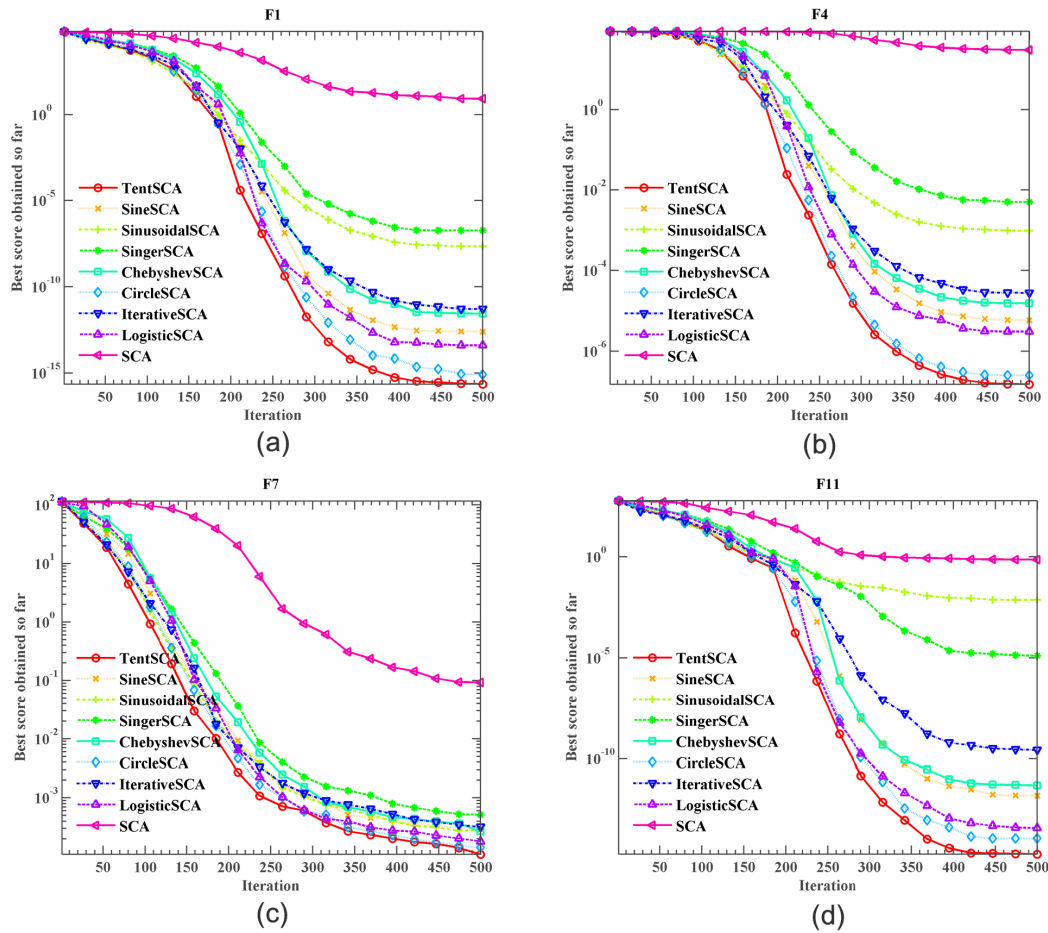 F1
Best score obtained so far
10^0
10^-5
10^-10
10^-15
TentSCA
SineSCA
SinusoidalSCA
SingerSCA
ChebyshevSCA
CircleSCA
IterativeSCA
LogisticSCA
SCA
50 100 150 200 250 300 350 400 450 500
Iteration
(a)
F4
Best score obtained so far
10^0
10^-2
10^-4
10^-6
TentSCA
SineSCA
SinusoidalSCA
SingerSCA
ChebyshevSCA
CircleSCA
IterativeSCA
LogisticSCA
SCA
50 100 150 200 250 300 350 400 450 500
Iteration
(b)
F7
Best score obtained so far
10^2
10^1
10^0
10^-1
10^-2
10^-3
TentSCA
SineSCA
SinusoidalSCA
SingerSCA
ChebyshevSCA
CircleSCA
IterativeSCA
LogisticSCA
SCA
50 100 150 200 250 300 350 400 450 500
Iteration
(c)
F11
Best score obtained so far
10^0
10^-5
10^-10
TentSCA
SineSCA
SinusoidalSCA
SingerSCA
ChebyshevSCA
CircleSCA
IterativeSCA
LogisticSCA
SCA
50 100 150 200 250 300 350 400 450 500
Iteration
(d)